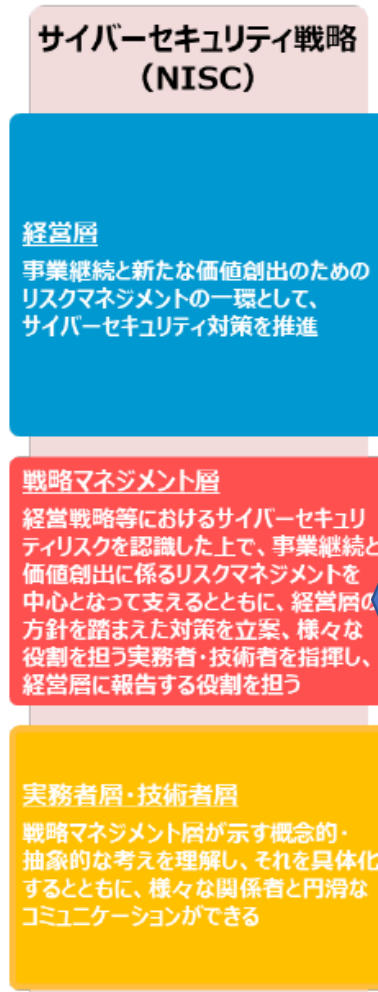 サイバーセキュリティ戦略
（NISC）
経営層
事業継続と新たな価値創出のための
リスクマネジメントの一環として、
サイバーセキュリティ対策を推進
戦略マネジメント層
経営戦略等におけるサイバーセキュリ
ティリスクを認識した上で、事業継続と
価値創出に係るリスクマネジメントを
中心となって支えるとともに、経営層の
方針を踏まえた対策を立案、様々な
役割を担う実務者・技術者を指揮し、
経営層に報告する役割を担う
実務者層・技術者層
戦略マネジメント層が示す概念的・
抽象的な考えを理解し、それを具体化
するとともに、様々な関係者と円滑な
コミュニケーションができる